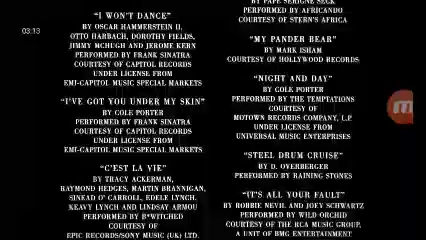 03:13
“I WON'T DANCE”
BY OSCAR HAMMERSTEIN II,
OTTO HARBACH, DOROTHY FIELDS,
JIMMY MCHUGH AND JEROME KERN
PERFORMED BY FRANK SINATRA
COURTESY OF CAPITOL RECORDS
UNDER LICENSE FROM
EMI-CAPITOL MUSIC SPECIAL MARKETS
“I'VE GOT YOU UNDER MY SKIN”
BY COLE PORTER
PERFORMED BY FRANK SINATRA
COURTESY OF CAPITOL RECORDS
UNDER LICENSE FROM
EMI-CAPITOL MUSIC SPECIAL MARKETS
“C'EST LA VIE”
BY TRACY ACKERMAN,
RAYMOND HEDGES, MARTIN BRANNIGAN,
SINEAD O' CARROLL, EDELE LYNCH,
KEAVY LYNCH AND LINDSAY ARMOU
PERFORMED BY B*WITCHED
COURTESY OF
EPIC RECORDS/SONY MUSIC (UK) LTD.
BY PAPE SERIGNE SECK
PERFORMED BY AFRICANDO
COURTESY OF STERN'S AFRICA
“MY PANDER BEAR”
BY MARK ISHAM
COURTESY OF HOLLYWOOD RECORDS
“NIGHT AND DAY”
BY COLE PORTER
PERFORMED BY THE TEMPTATIONS
COURTESY OF
MOTOWN RECORDS COMPANY, L.P.
UNDER LICENSE FROM
UNIVERSAL MUSIC ENTERPRISES
“STEEL DRUM CRUISE”
BY D. OVERBERGER
PERFORMED BY RAINING STONES
“IT'S ALL YOUR FAULT”
BY ROBBIE NEVIL AND JOEY SCHWARTZ
PERFORMED BY WILD ORCHID
COURTESY OF THE RCA MUSIC GROUP,
A UNIT OF BMG ENTERTAINMENT